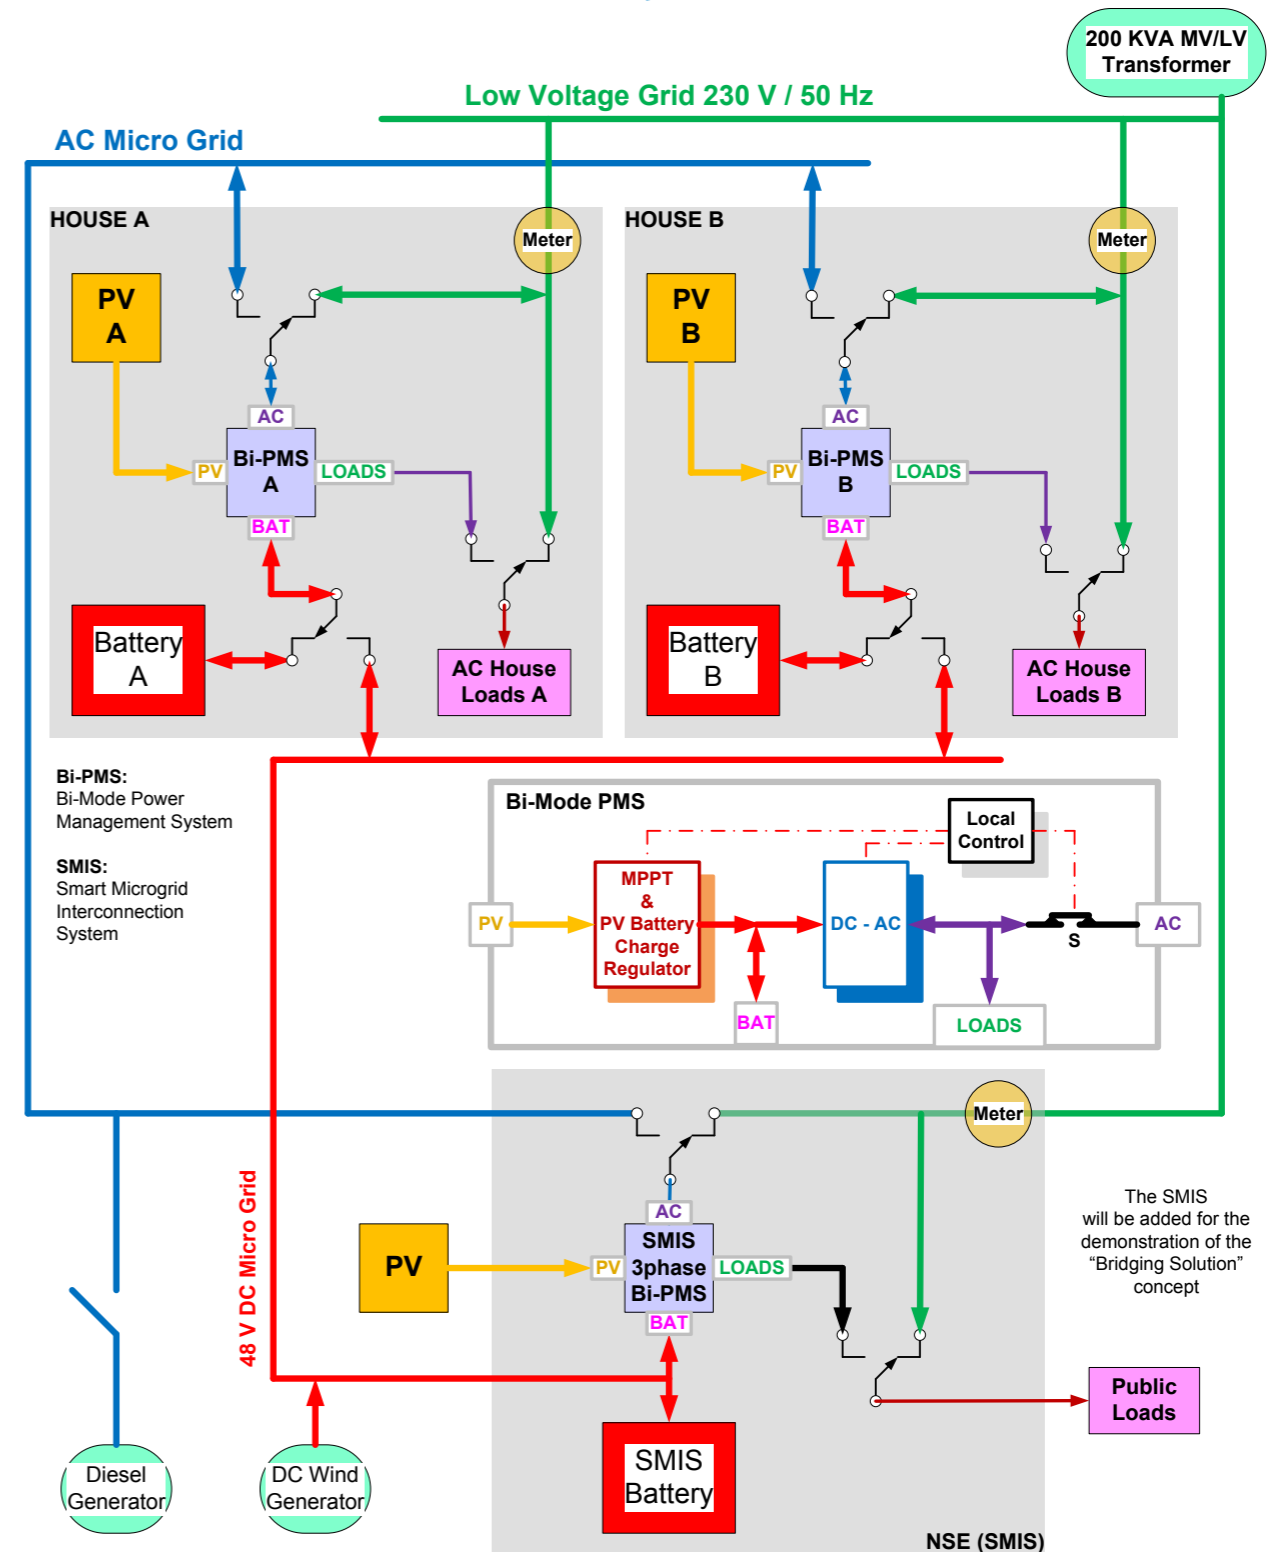 200 KVA MV/LV
Transformer
Low Voltage Grid 230 V / 50 Hz
AC Micro Grid
HOUSE A
Meter
PV
A
AC
PV
Bi-PMS
A
LOADS
BAT
Battery
A
AC House
Loads A
HOUSE B
Meter
PV
B
AC
PV
Bi-PMS
B
LOADS
BAT
Battery
B
AC House
Loads B
Bi-PMS:
Bi-Mode Power
Management System
SMIS:
Smart Microgrid
Interconnection
System
Bi-Mode PMS
Local
Control
PV
MPPT
&
PV Battery
Charge
Regulator
DC - AC
S
AC
BAT
LOADS
48 V DC Micro Grid
Meter
AC
PV
PV
SMIS
3phase
Bi-PMS
LOADS
BAT
The SMIS
will be added for the
demonstration of the
“Bridging Solution”
concept
Public
Loads
Diesel
Generator
DC Wind
Generator
SMIS
Battery
NSE (SMIS)